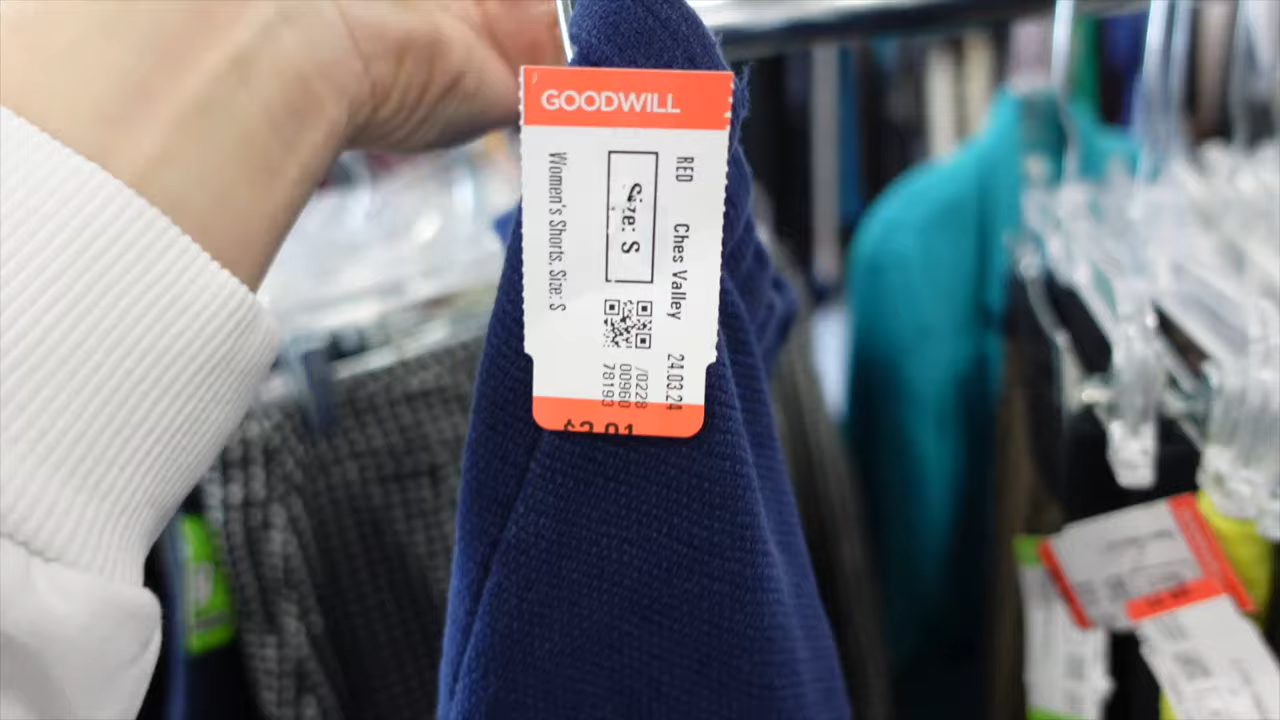 GOODWILL
RED Ches Valley 24.03.24
Size: S
/0228
00960
78193
Women's Shorts, Size: S